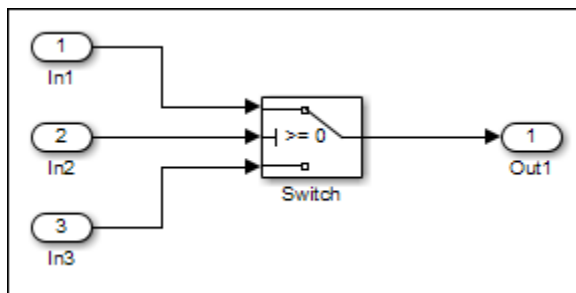 1
In1
2
In2
3
In3
>= 0
Switch
1
Out1